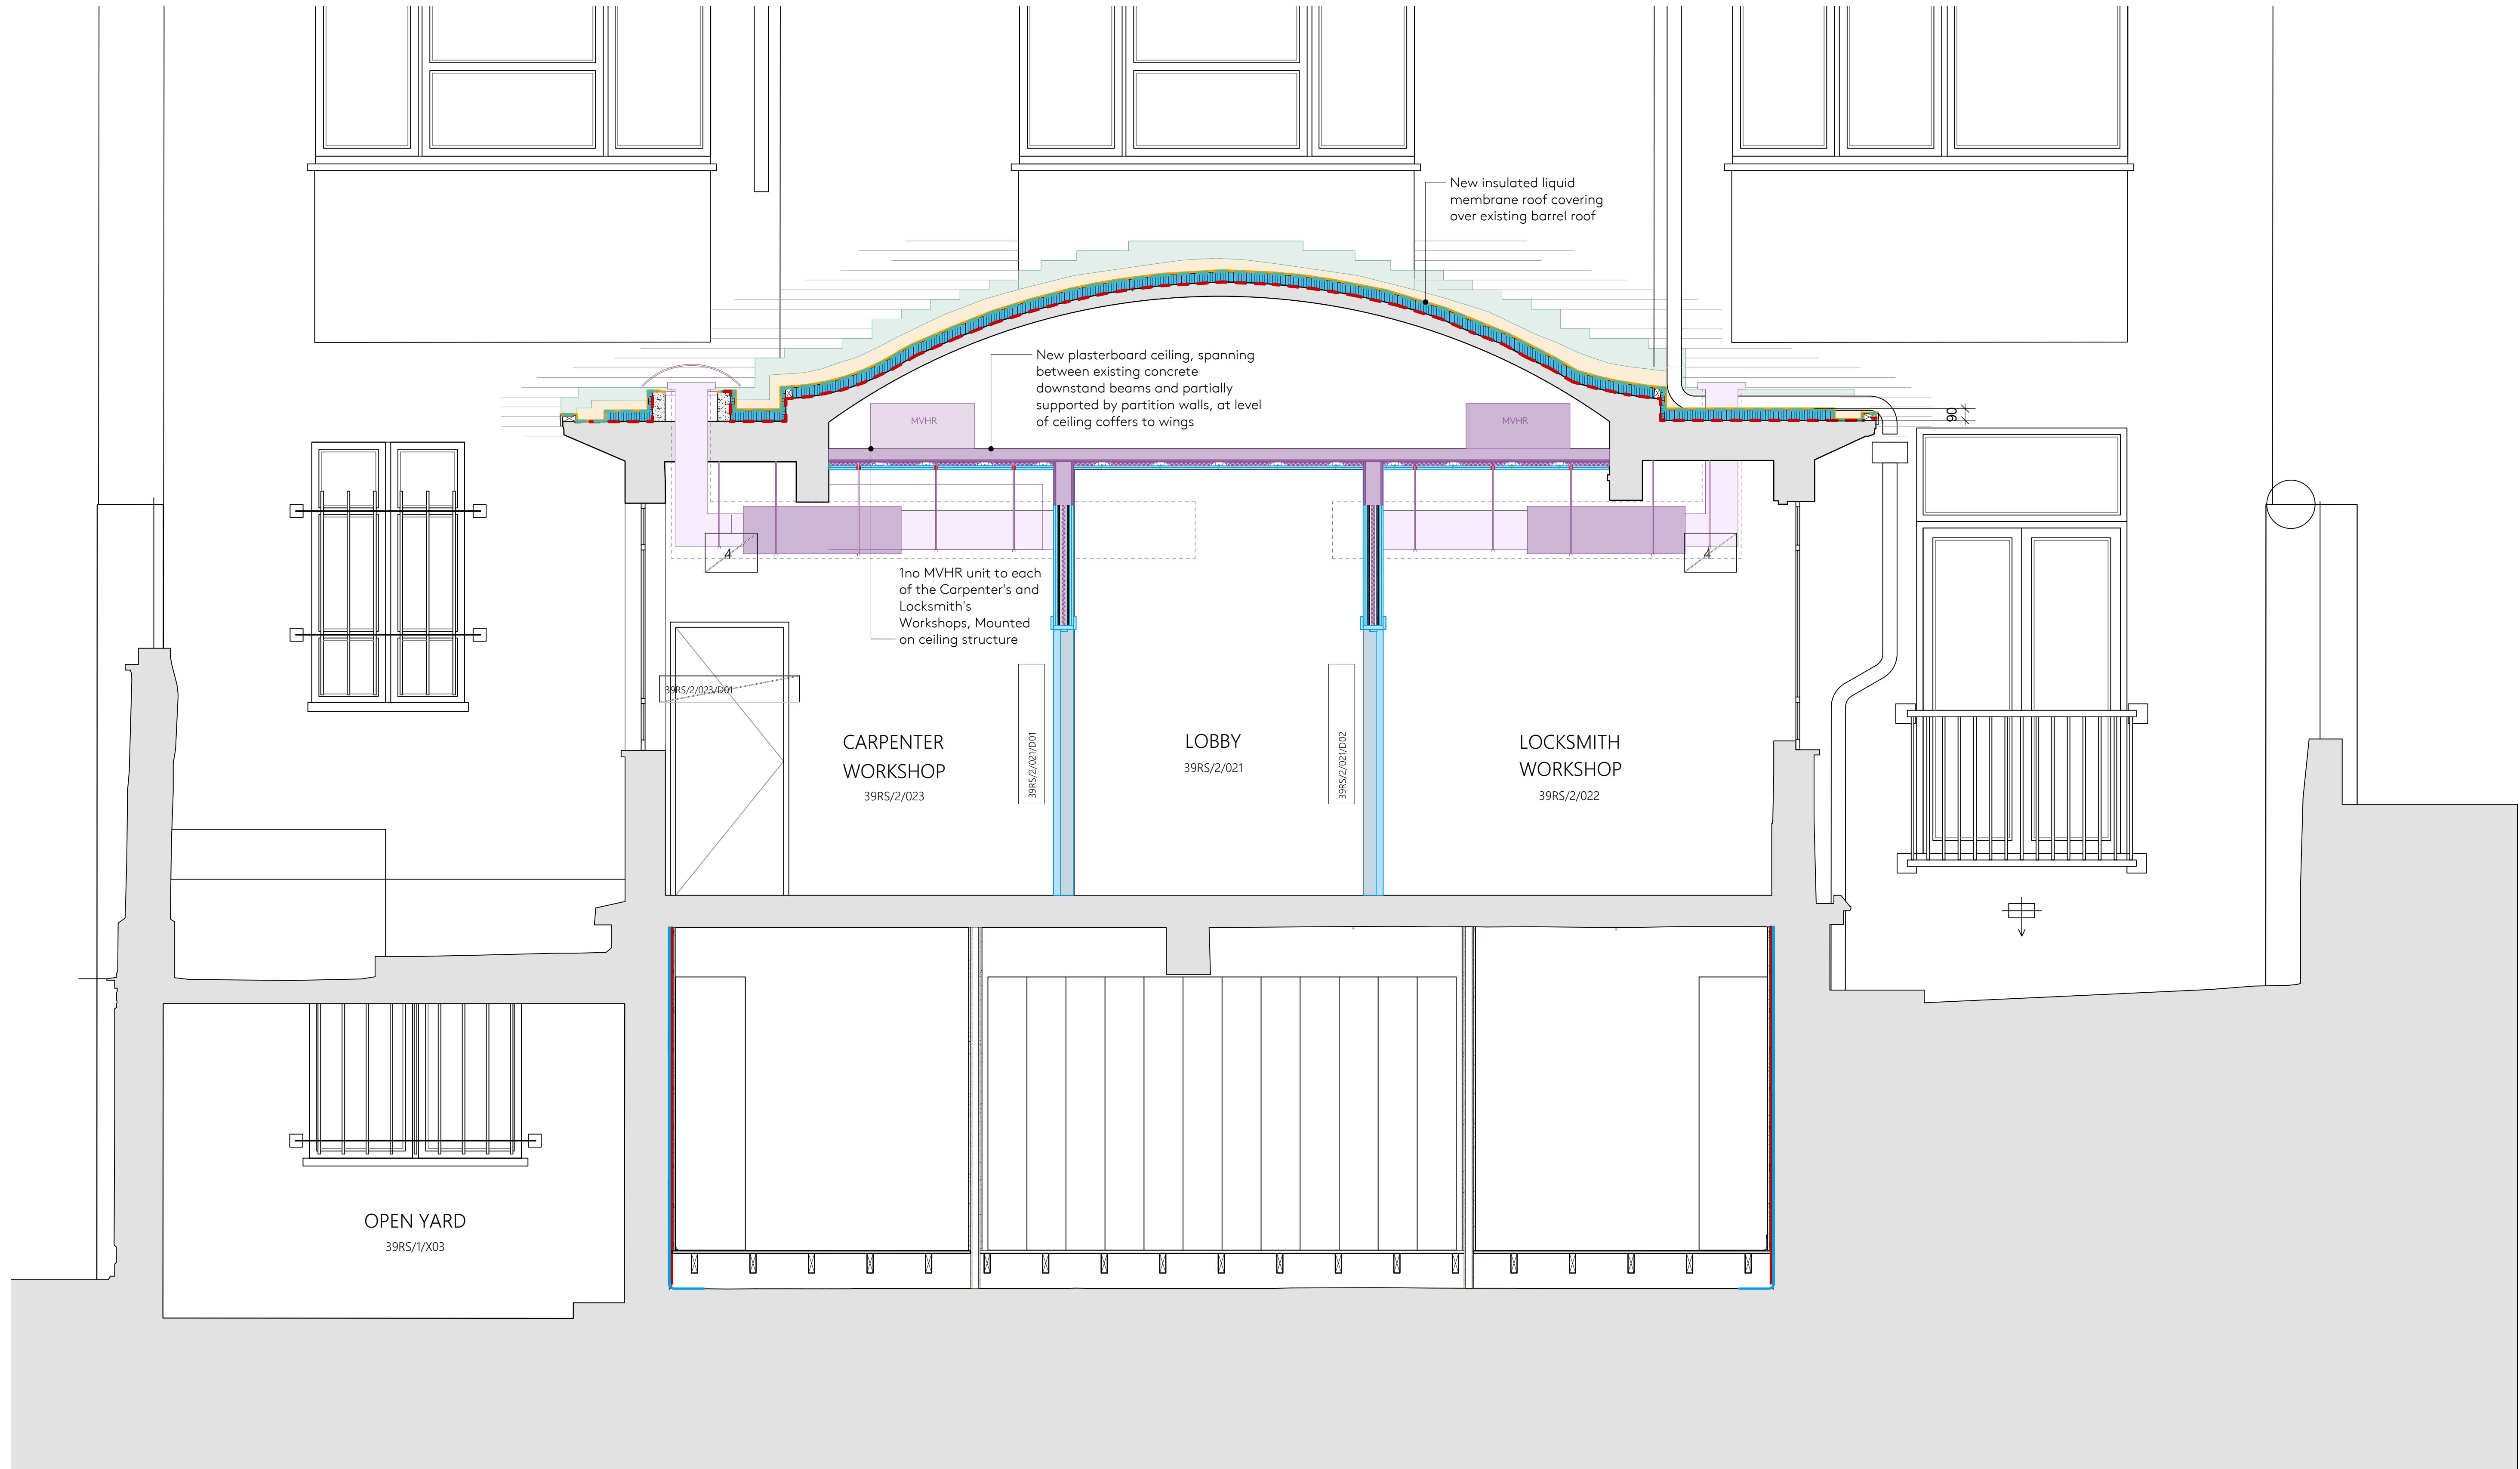 New insulated liquid
membrane roof covering
over existing barrel roof
New plasterboard ceiling, spanning
between existing concrete
downstand beams and partially
supported by partition walls, at level
of ceiling coffers to wings
MVHR
MVHR
90
4
4
1no MVHR unit to each
of the Carpenter's and
Locksmith's
Workshops, Mounted
on ceiling structure
39RS/2/023/D01
CARPENTER
WORKSHOP
39RS/2/023
39RS/2/021/D01
LOBBY
39RS/2/021
39RS/2/021/D02
LOCKSMITH
WORKSHOP
39RS/2/022
OPEN YARD
39RS/1/X03